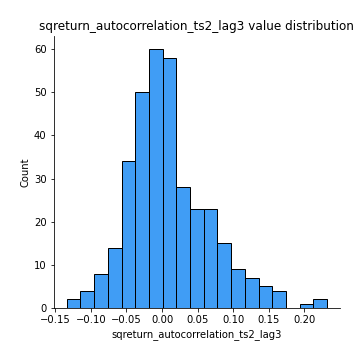 sqreturn_autocorrelation_ts2_lag3 value distribution
60
50
40
30
20
10
0
Count
−0.15 −0.10 −0.05 0.00 0.05 0.10 0.15 0.20
sqreturn_autocorrelation_ts2_lag3